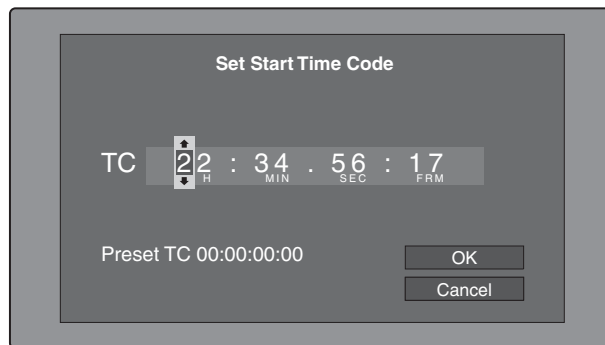 Set Start Time Code
TC 22 : 34 . 56 : 17
H MIN SEC FRM
Preset TC 00:00:00:00
OK
Cancel